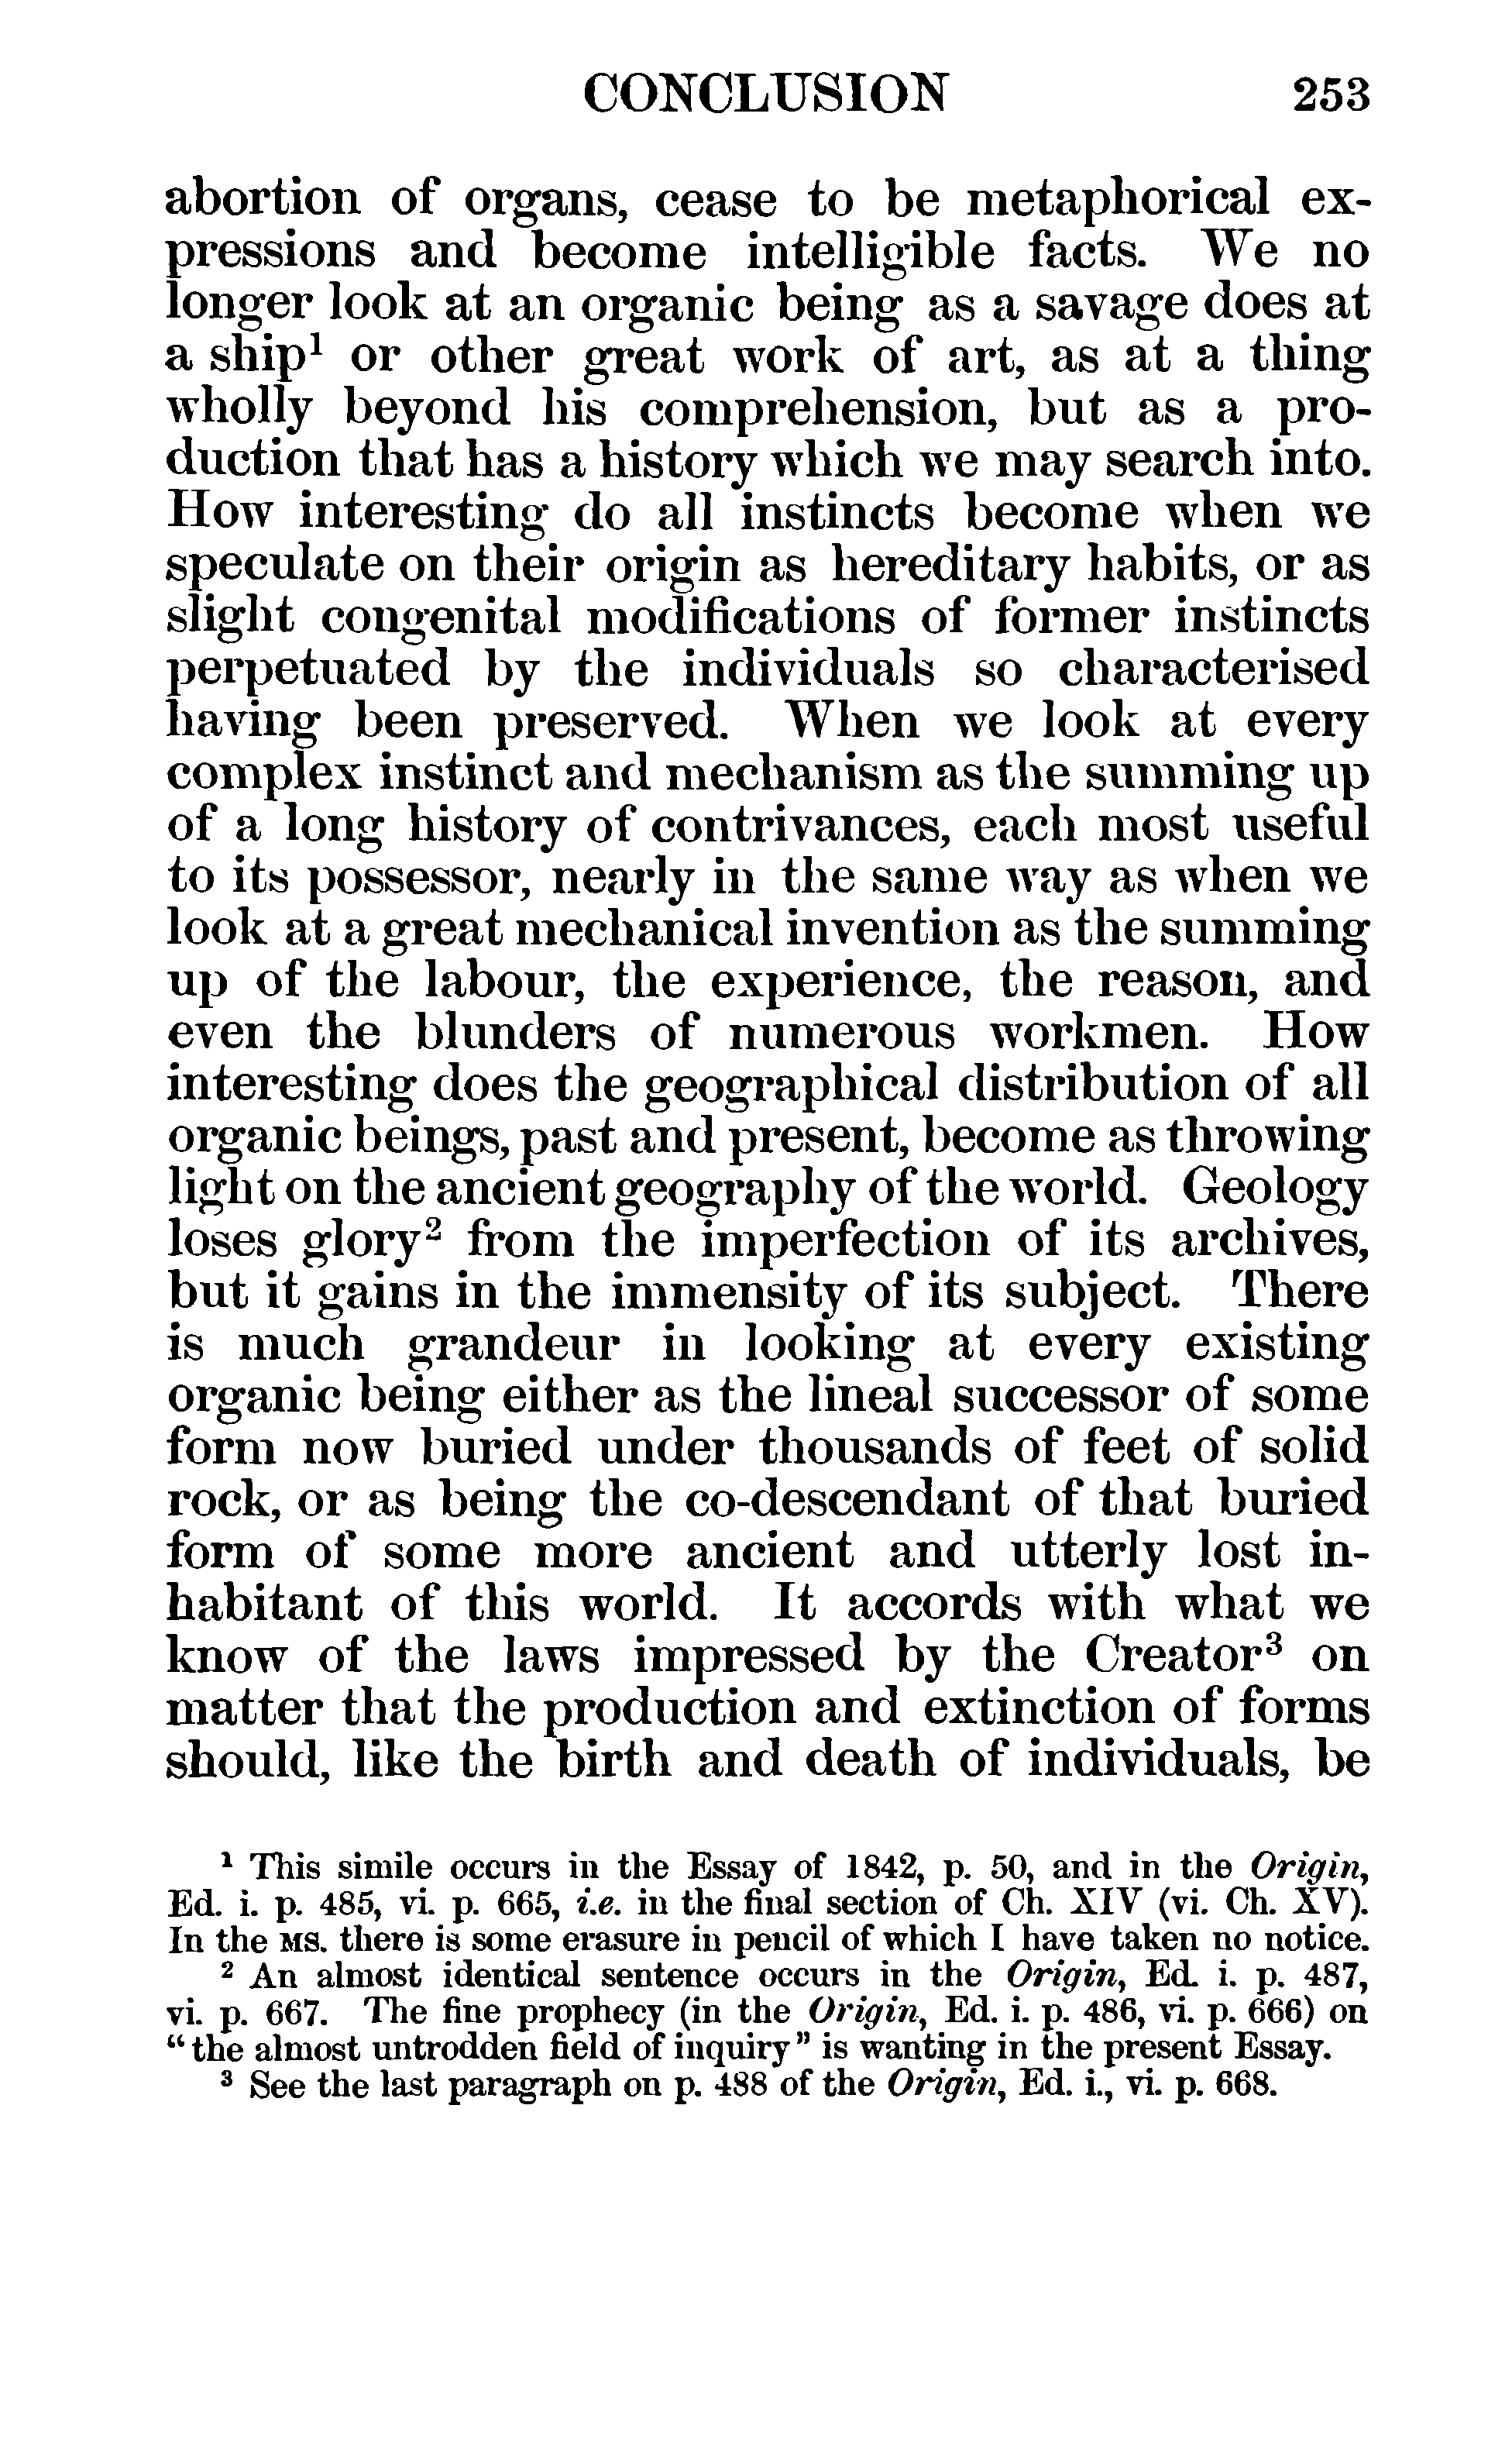 CONCLUSION 253
abortion of organs, cease to be metaphorical ex-
pressions and become intelligible facts. We no
longer look at an organic being as a savage does at
a ship¹ or other great work of art, as at a thing
wholly beyond his comprehension, but as a pro-
duction that has a history which we may search into.
How interesting do all instincts become when we
speculate on their origin as hereditary habits, or as
slight congenital modifications of former instincts
perpetuated by the individuals so characterised
having been preserved. When we look at every
complex instinct and mechanism as the summing up
of a long history of contrivances, each most useful
to its possessor, nearly in the same way as when we
look at a great mechanical invention as the summing
up of the labour, the experience, the reason, and
even the blunders of numerous workmen. How
interesting does the geographical distribution of all
organic beings, past and present, become as throwing
light on the ancient geography of the world. Geology
loses glory² from the imperfection of its archives,
but it gains in the immensity of its subject. There
is much grandeur in looking at every existing
organic being either as the lineal successor of some
form now buried under thousands of feet of solid
rock, or as being the co-descendant of that buried
form of some more ancient and utterly lost in-
habitant of this world. It accords with what we
know of the laws impressed by the Creator³ on
matter that the production and extinction of forms
should, like the birth and death of individuals, be
¹ This simile occurs in the Essay of 1842, p. 50, and in the Origin,
Ed. i. p. 485, vi. p. 665, i.e. in the final section of Ch. XIV (vi. Ch. XV).
In the MS. there is some erasure in pencil of which I have taken no notice.
² An almost identical sentence occurs in the Origin, Ed. i. p. 487,
vi. p. 667. The fine prophecy (in the Origin, Ed. i. p. 486, vi. p. 666) on
“the almost untrodden field of inquiry” is wanting in the present Essay.
³ See the last paragraph on p. 488 of the Origin, Ed. i., vi. p. 668.